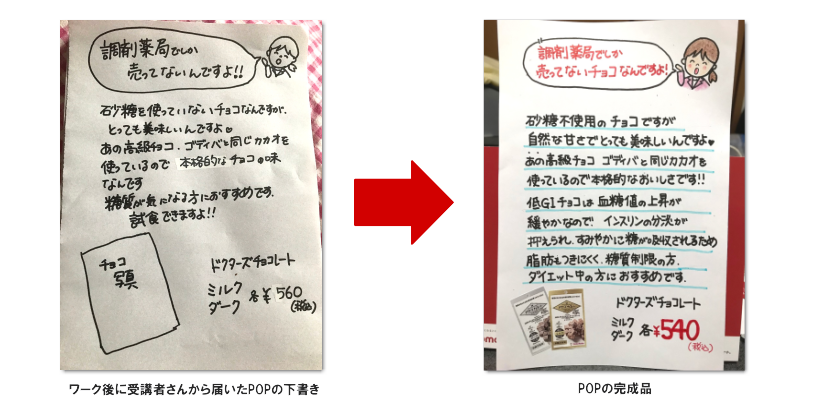 調剤薬局でしか
売ってないんですよ!!
砂糖を使っていないチョコなんですが、
とっても美味しいんですよ♥
あの高級チョコ、ゴディバと同じカカオを
使っているので 本格的なチョコの味
なんです
糖質が気になる方におすすめです。
試食できますよ!!
チョコ
写真
ドクターズチョコレート
ミルク
ダーク
各¥560
(税込)
ワーク後に受講者さんから届いたPOPの下書き
調剤薬局でしか
売ってないチョコなんですよ!
砂糖不使用のチョコですが
自然な甘さでとっても美味しいんですよ♥
あの高級チョコ ゴディバと同じカカオを
使っているので本格的なおいしさです!!
低GIチョコは血糖値の上昇が
緩やかなので、インスリンの分泌が
抑えられ、すみやかに糖が吸収されるため
脂肪もつきにくく、糖質制限の方、
ダイエット中の方におすすめです。
ドクターズチョコレート
ミルク
ダーク
各¥540
(税込)
POPの完成品